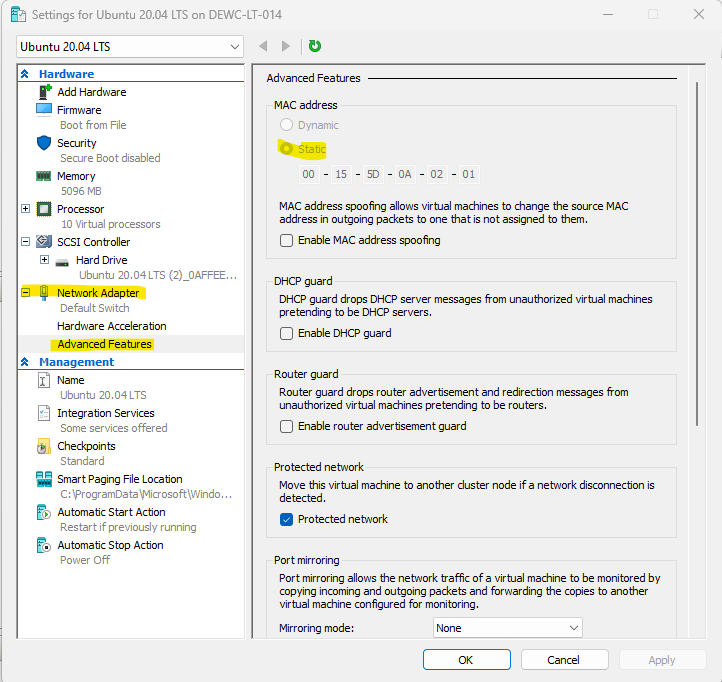 Settings for Ubuntu 20.04 LTS on DEWC-LT-014
Ubuntu 20.04 LTS
Hardware
Add Hardware
Firmware
Boot from File
Security
Secure Boot disabled
Memory
5096 MB
Processor
10 Virtual processors
SCSI Controller
Hard Drive
Ubuntu 20.04 LTS (2)_0AFFEE...
Network Adapter
Default Switch
Hardware Acceleration
Advanced Features
Management
Name
Ubuntu 20.04 LTS
Integration Services
Some services offered
Checkpoints
Standard
Smart Paging File Location
C:\ProgramData\Microsoft\Windo...
Automatic Start Action
Restart if previously running
Automatic Stop Action
Power Off
Advanced Features
MAC address
Dynamic
Static
00 - 15 - 5D - 0A - 02 - 01
MAC address spoofing allows virtual machines to change the source MAC
address in outgoing packets to one that is not assigned to them.
Enable MAC address spoofing
DHCP guard
DHCP guard drops DHCP server messages from unauthorized virtual machines
pretending to be DHCP servers.
Enable DHCP guard
Router guard
Router guard drops router advertisement and redirection messages from
unauthorized virtual machines pretending to be routers.
Enable router advertisement guard
Protected network
Move this virtual machine to another cluster node if a network disconnection is
detected.
Protected network
Port mirroring
Port mirroring allows the network traffic of a virtual machine to be monitored by
copying incoming and outgoing packets and forwarding the copies to another
virtual machine configured for monitoring.
Mirroring mode: None
OK Cancel Apply